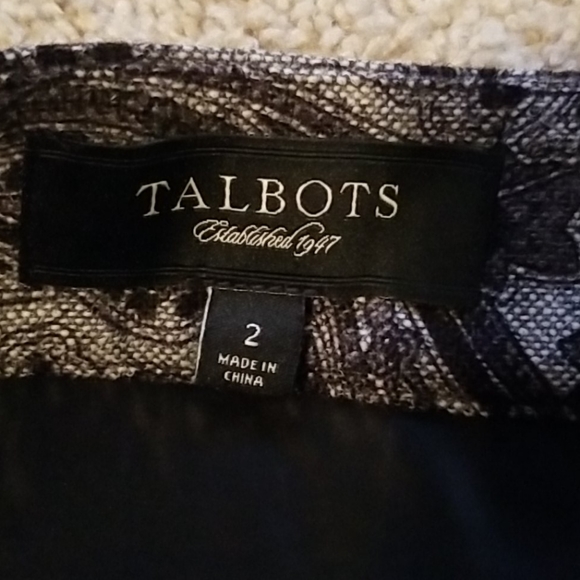 TALBOTS
Established 1947
2
MADE IN
CHINA